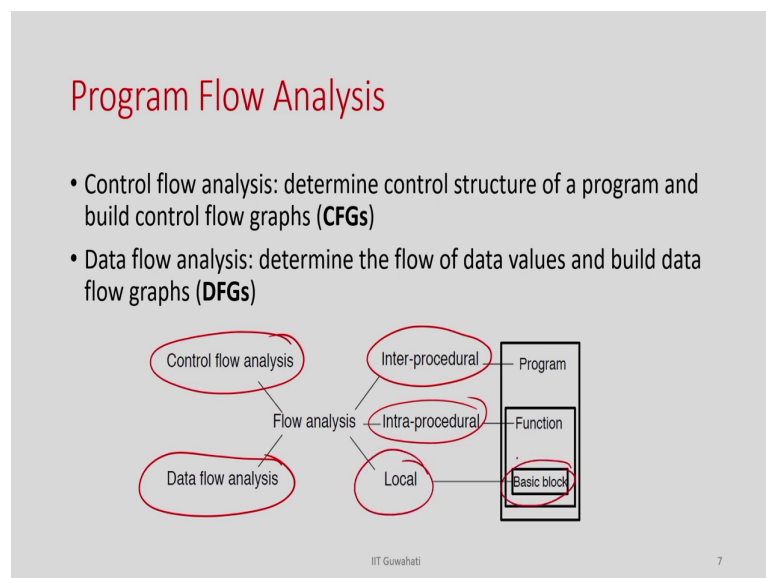 Program Flow Analysis
• Control flow analysis: determine control structure of a program and
build control flow graphs (CFGs)
• Data flow analysis: determine the flow of data values and build data
flow graphs (DFGs)
Control flow analysis
Inter-procedural
Program
Flow analysis
Intra-procedural
Function
Data flow analysis
Local
Basic block
IIT Guwahati
7